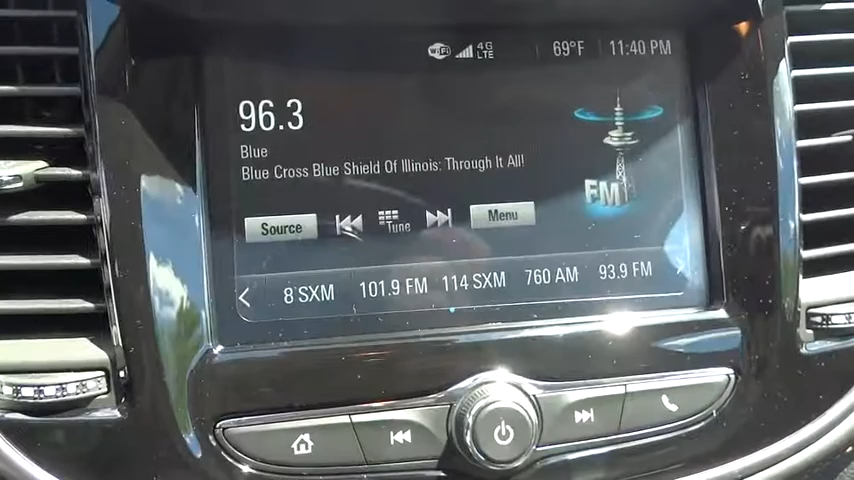 WiFi 4G LTE 69°F 11:40 PM
96.3
Blue
Blue Cross Blue Shield Of Illinois: Through It All!
FM
Source Tune Menu
8 SXM 101.9 FM 114 SXM 760 AM 93.9 FM